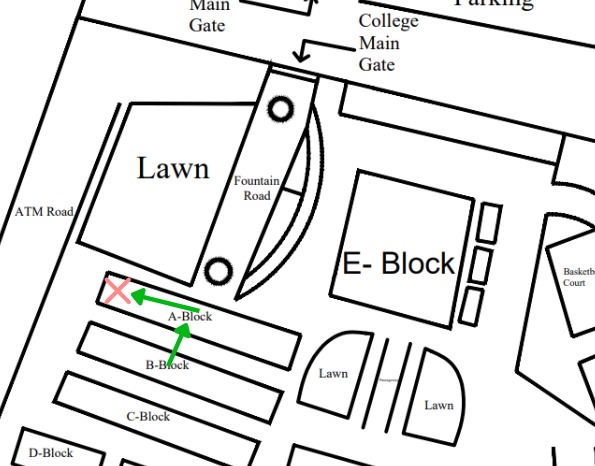 Main
Gate
Parking
College
Main
Gate
Lawn
Fountain
Road
ATM Road
E- Block
Court
A-Block
B-Block
Lawn
Lawn
C-Block
D-Block